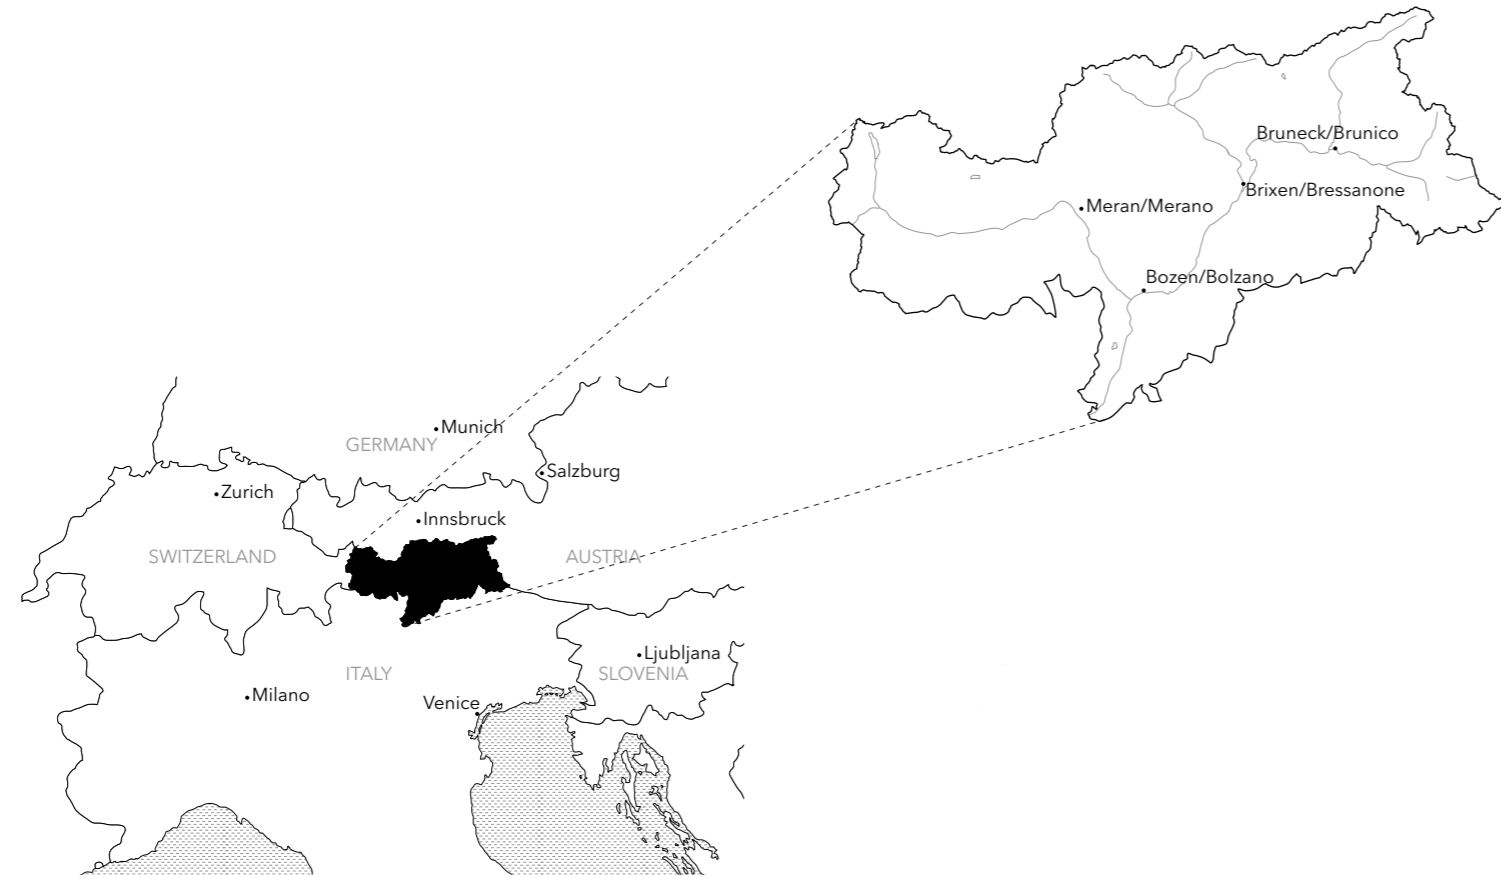 Bruneck/Brunico
Brixen/Bressanone
Meran/Merano
Bozen/Bolzano
Munich
GERMANY
Salzburg
Zurich
Innsbruck
SWITZERLAND
AUSTRIA
Ljubljana
ITALY
SLOVENIA
Milano
Venice